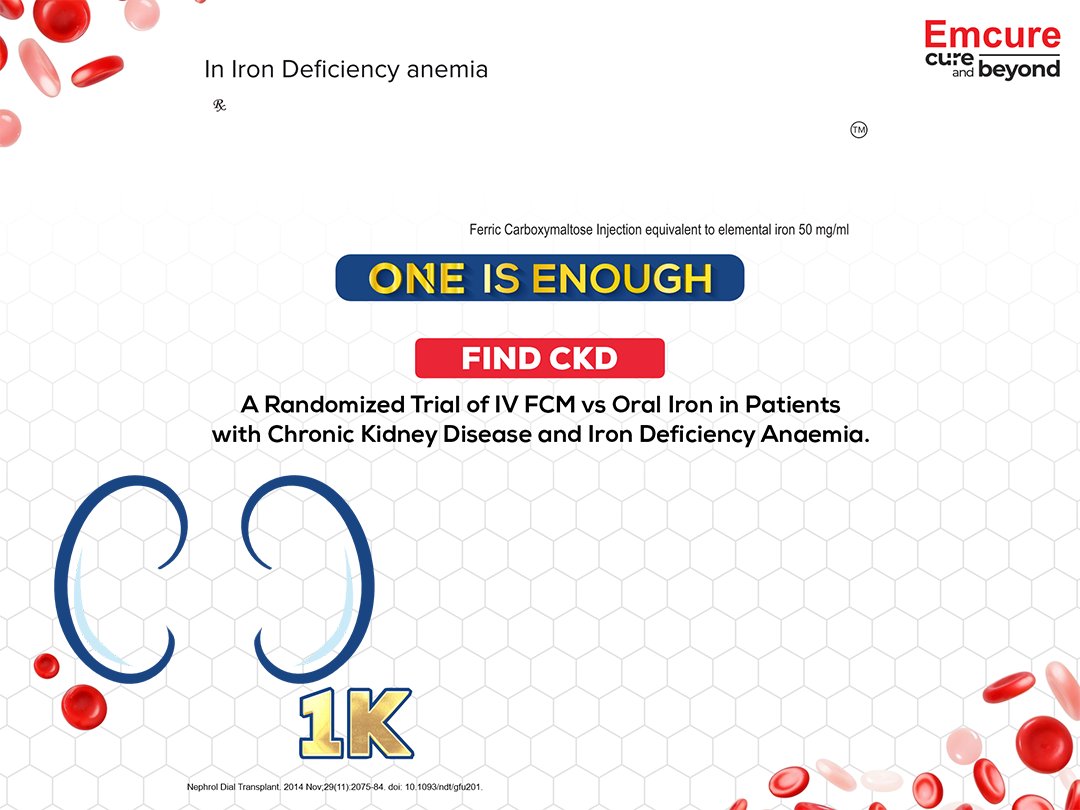 Emcure
cure
and beyond
In Iron Deficiency anemia
℞
TM
Ferric Carboxymaltose Injection equivalent to elemental iron 50 mg/ml
ONE IS ENOUGH
FIND CKD
A Randomized Trial of IV FCM vs Oral Iron in Patients
with Chronic Kidney Disease and Iron Deficiency Anaemia.
1K
Nephrol Dial Transplant. 2014 Nov;29(11):2075-84. doi: 10.1093/ndt/gfu201.